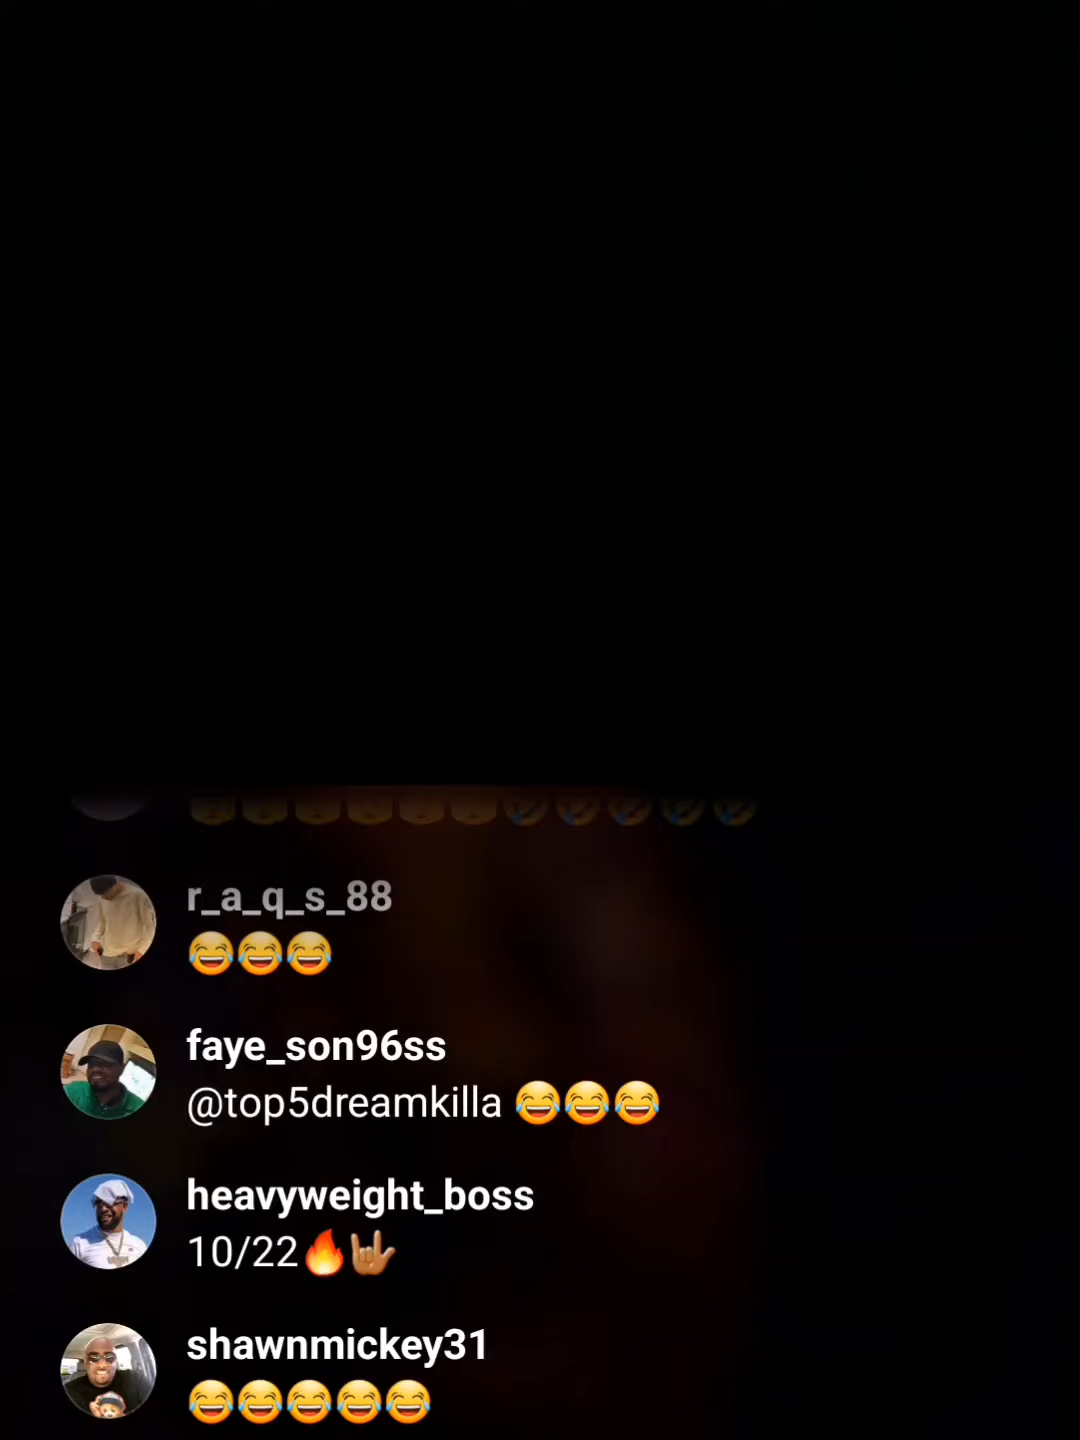 r_a_q_s_88
😂😂😂
faye_son96ss
@top5dreamkilla 😂😂😂
heavyweight_boss
10/22🔥🤟🏽
shawnmickey31
😂😂😂😂😂